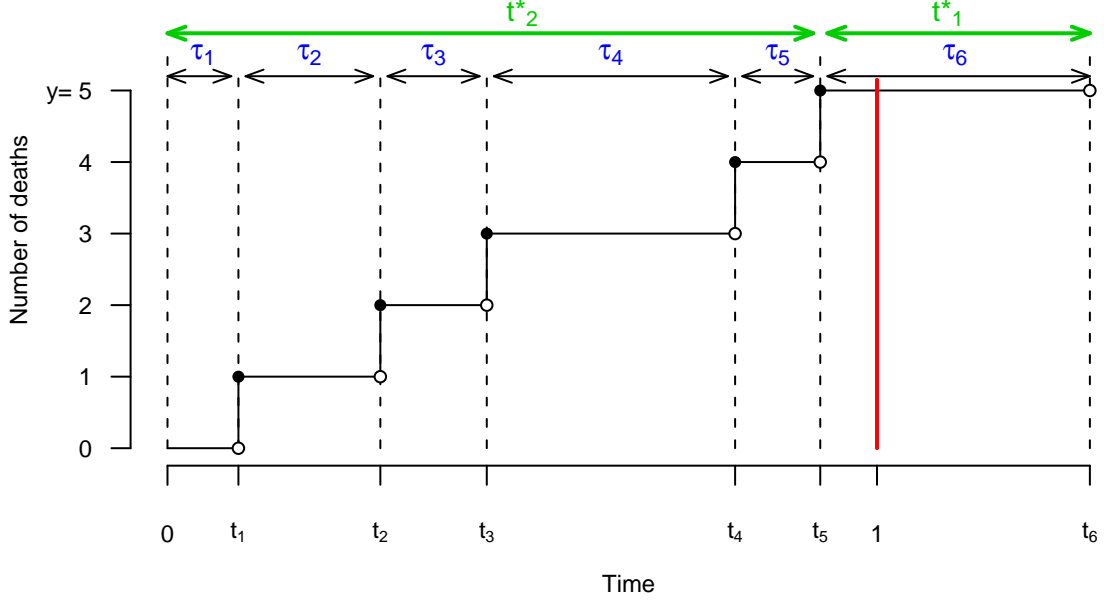 t*₂ t*₁
τ₁ τ₂ τ₃ τ₄ τ₅ τ₆
y= 5
4
3
2
1
0
Number of deaths
0 t₁ t₂ t₃ t₄ t₅ 1 t₆
Time